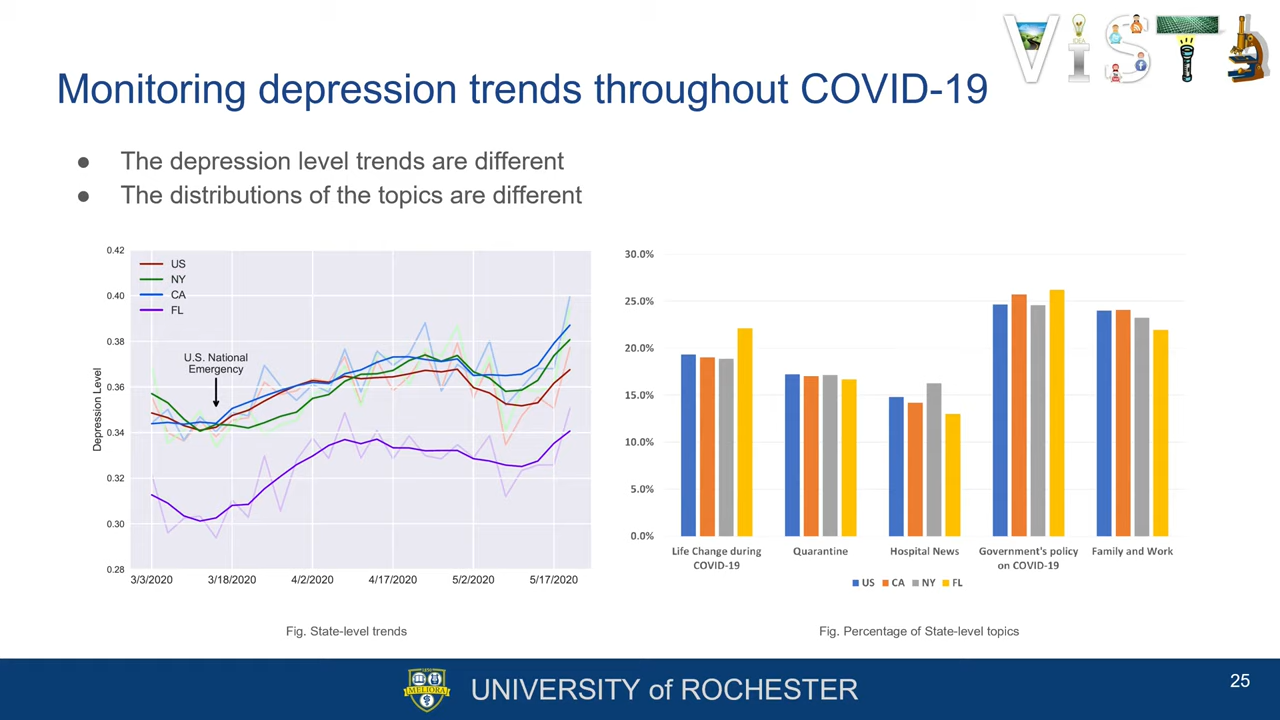 ViSTA
Monitoring depression trends throughout COVID-19
● The depression level trends are different
● The distributions of the topics are different
0.42
0.40
0.38
0.36
0.34
0.32
0.30
0.28
Depression Level
US
NY
CA
FL
U.S. National
Emergency
3/3/2020 3/18/2020 4/2/2020 4/17/2020 5/2/2020 5/17/2020
Fig. State-level trends
30.0%
25.0%
20.0%
15.0%
10.0%
5.0%
0.0%
Life Change during
COVID-19
Quarantine
Hospital News
Government's policy
on COVID-19
Family and Work
US CA NY FL
Fig. Percentage of State-level topics
MELIORA
UNIVERSITY of ROCHESTER
25